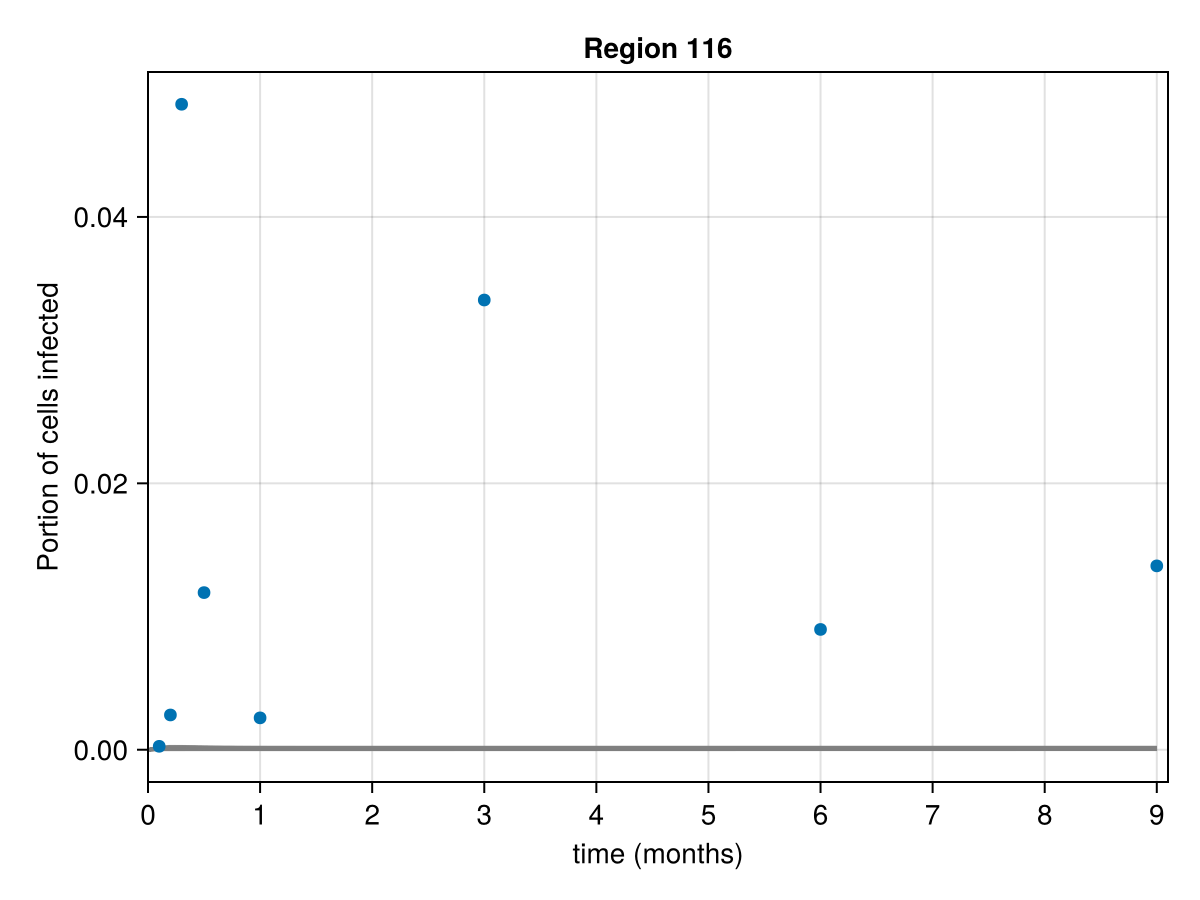 Region 116
Portion of cells infected
0.04
0.02
0.00
0 1 2 3 4 5 6 7 8 9
time (months)